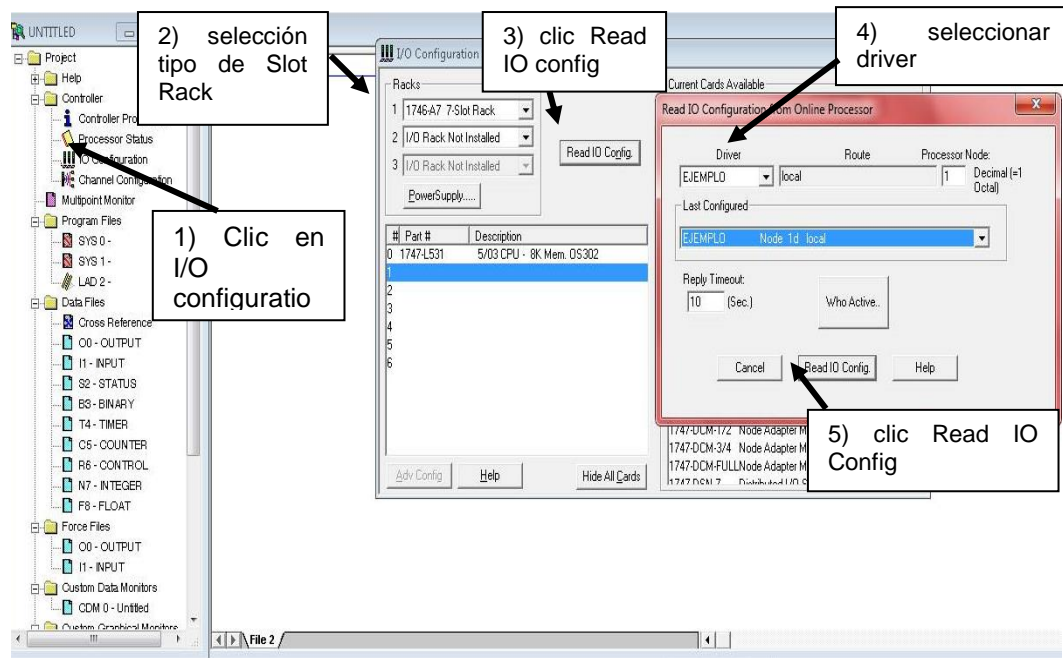 UNTITLED
Project
Help
Controller
Controller Pro
Processor Status
IO Configuration
Channel Configuration
Multipoint Monitor
Program Files
SYS 0 -
SYS 1 -
LAD 2 -
Data Files
Cross Reference
O0 - OUTPUT
I1 - INPUT
S2 - STATUS
B3 - BINARY
T4 - TIMER
C5 - COUNTER
R6 - CONTROL
N7 - INTEGER
F8 - FLOAT
Force Files
O0 - OUTPUT
I1 - INPUT
Custom Data Monitors
CDM 0 - Untitled
Custom Graphical Monitors
File 2
1) Clic en
I/O
configuratio
2) selección
tipo de Slot
Rack
3) clic Read
IO config
4) seleccionar
driver
5) clic Read IO
Config
I/O Configuration
Racks
1 1746-A7 7-Slot Rack
2 I/O Rack Not Installed
3 I/O Rack Not Installed
PowerSupply.....
Read IO Config.
# Part # Description
0 1747-L531 5/03 CPU - 8K Mem. OS302
1
2
3
4
5
6
Adv Config Help Hide All Cards
Current Cards Available
1747-DCM-1/2 Node Adapter M
1747-DCM-3/4 Node Adapter M
1747-DCM-FULL Node Adapter M
1747-DSN-7 Distributed I/O S
Read IO Configuration from Online Processor
X
Driver Route Processor Node:
EJEMPLO local 1 Decimal (=1
Octal)
Last Configured
EJEMPLO Node 1d local
Reply Timeout:
10 (Sec.) Who Active..
Cancel Read IO Config. Help